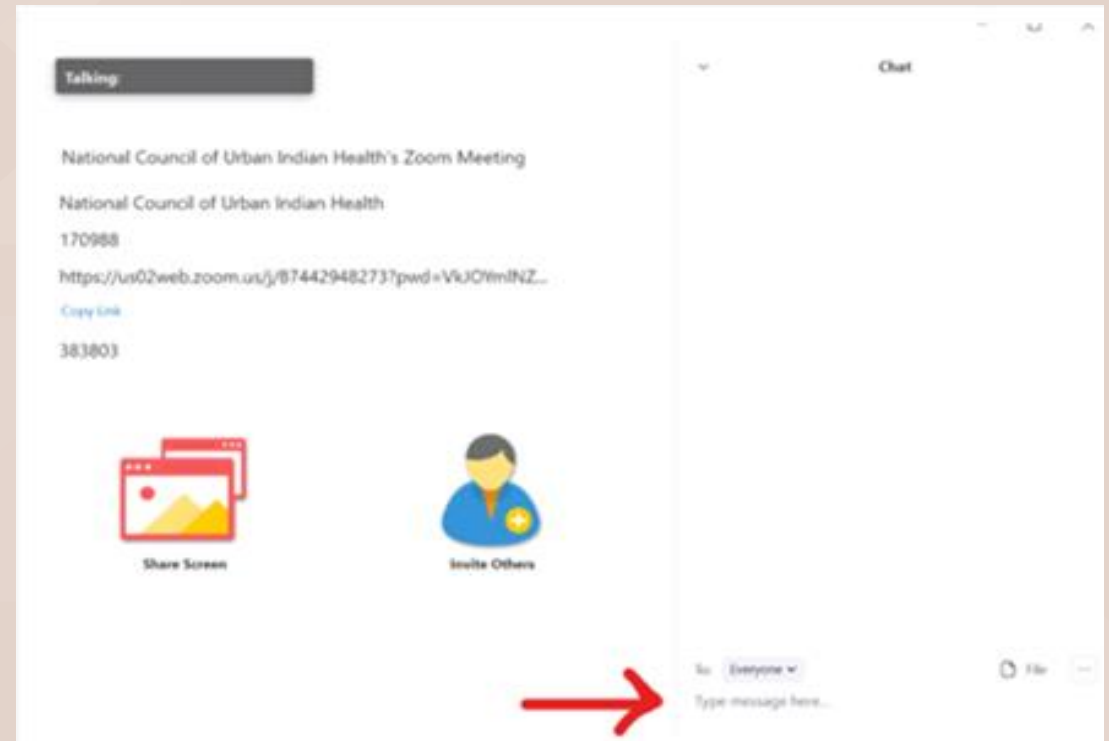 Talking:
Chat
National Council of Urban Indian Health's Zoom Meeting
National Council of Urban Indian Health
170988
https://us02web.zoom.us/j/87442948273?pwd=VkJOYmlNZ...
Copy Link
383803
Share Screen
Invite Others
To: Everyone
File
Type message here...